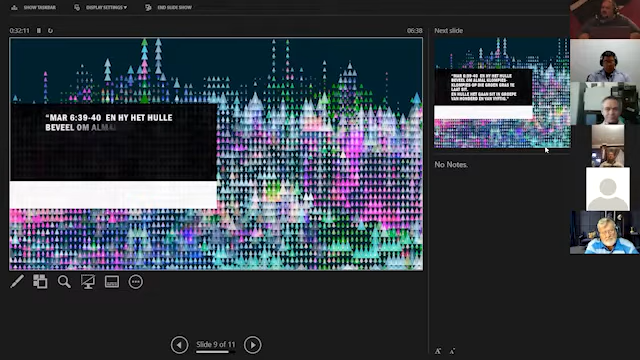 SHOW TASKBAR
DISPLAY SETTINGS ▾
END SLIDE SHOW
0:32:11
06:38
Next slide
"MAR 6:39-40 EN HY HET HULLE
BEVEEL OM ALMAL
"MAR 6:39-40 EN HY HET HULLE
BEVEEL OM ALMAL KLOMPIES
KLOMPIES OP DIE GROEN GRAS TE
LAAT SIT.
EN HULLE HET GAAN SIT IN GROEPE
VAN HONDERD EN VAN VYFTIG."
No Notes.
Slide 9 of 11